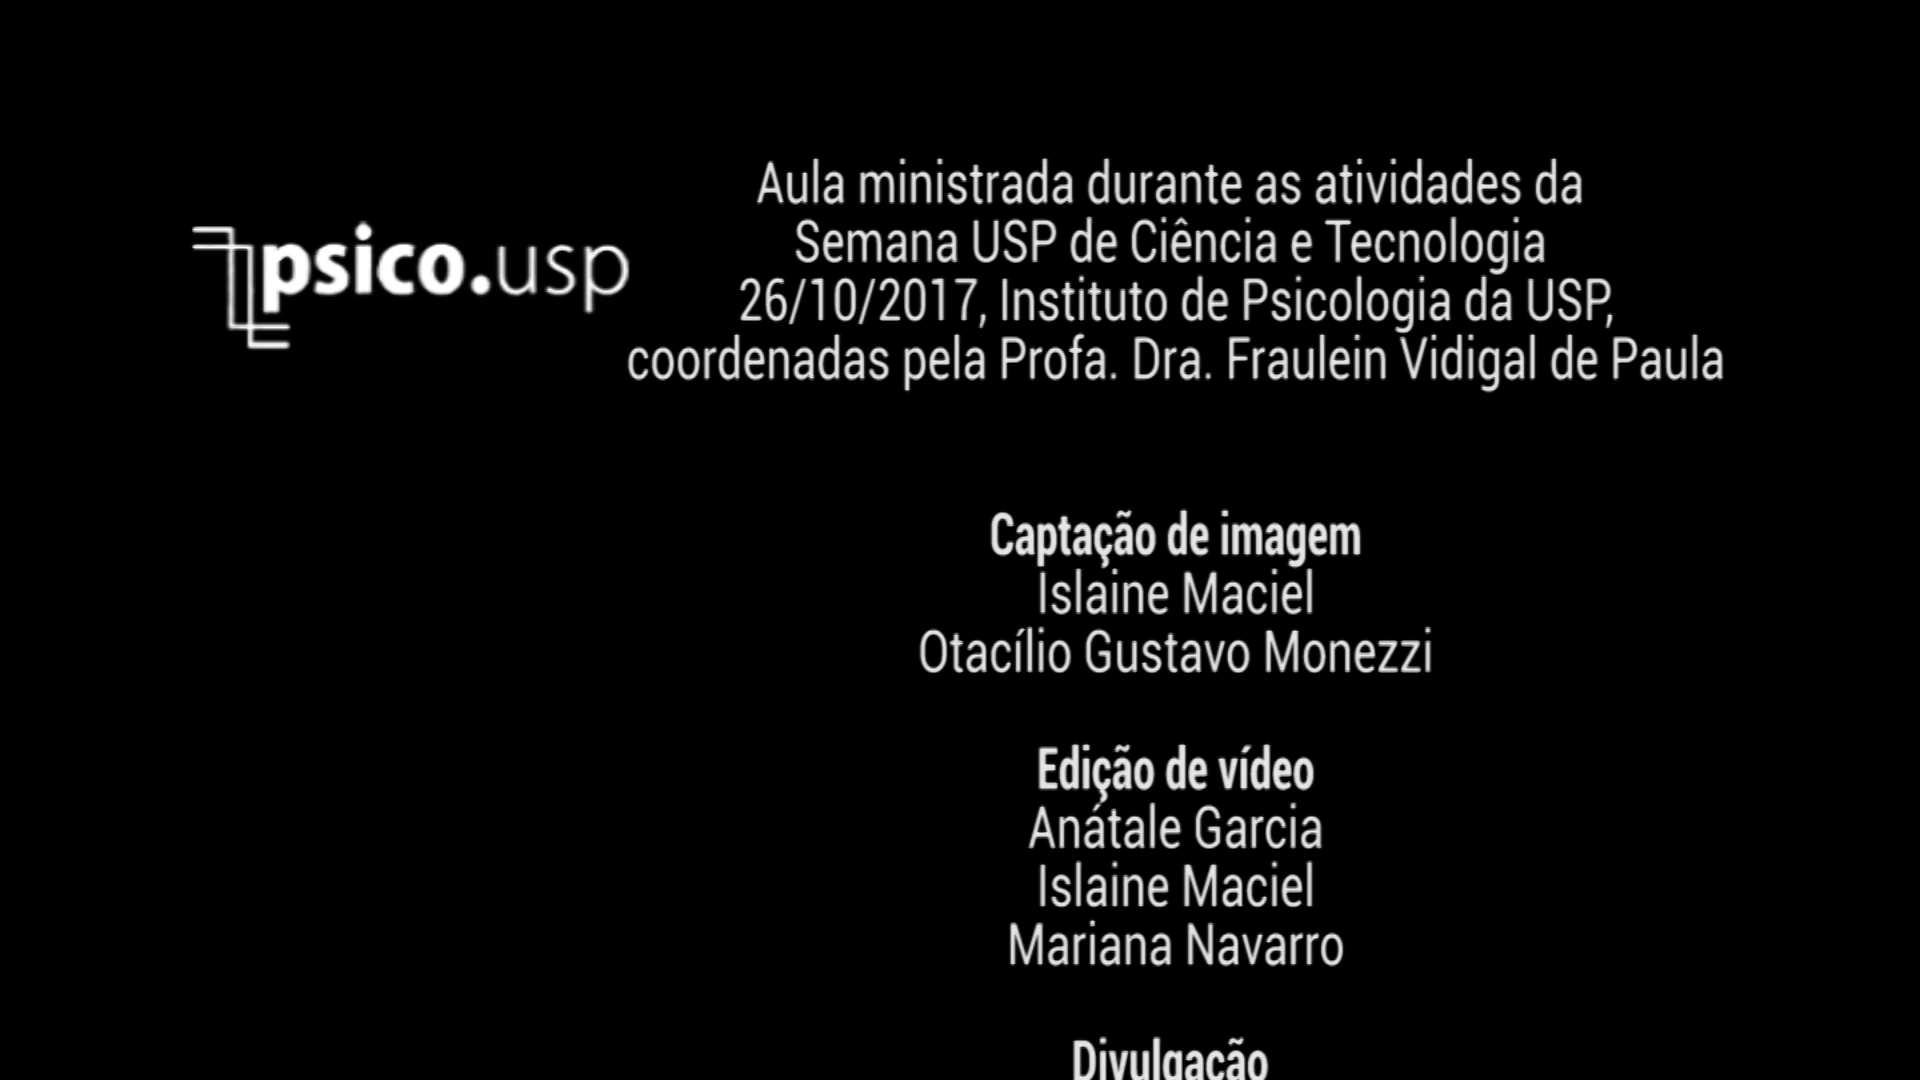 psico.usp
Aula ministrada durante as atividades da
Semana USP de Ciência e Tecnologia
26/10/2017, Instituto de Psicologia da USP,
coordenadas pela Profa. Dra. Fraulein Vidigal de Paula
Captação de imagem
Islaine Maciel
Otacílio Gustavo Monezzi
Edição de vídeo
Anátale Garcia
Islaine Maciel
Mariana Navarro
Divulgação